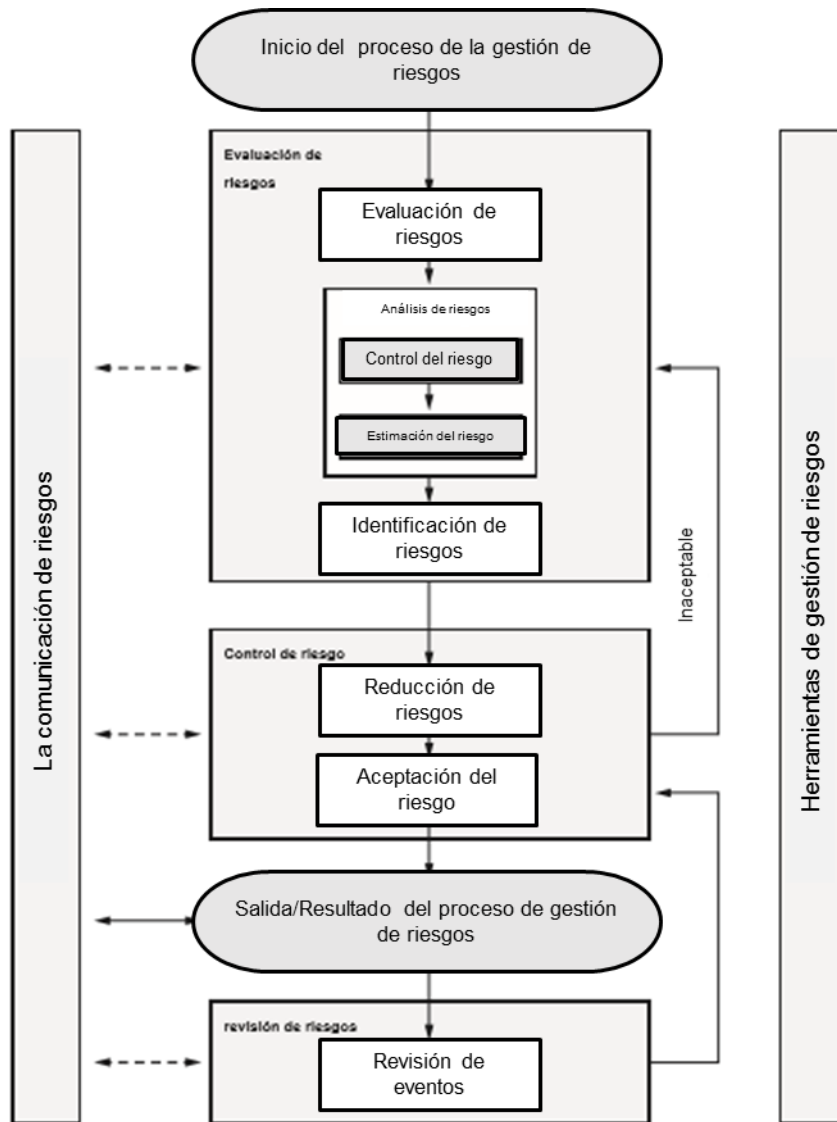 Inicio del proceso de la gestión de
riesgos
Evaluación de
riesgos
Evaluación de
riesgos
Análisis de riesgos
Control del riesgo
Estimación del riesgo
Identificación de
riesgos
Inaceptable
Control de riesgo
Reducción de
riesgos
Aceptación del
riesgo
Salida/Resultado del proceso de gestión
de riesgos
revisión de riesgos
Revisión de
eventos
La comunicación de riesgos
Herramientas de gestión de riesgos